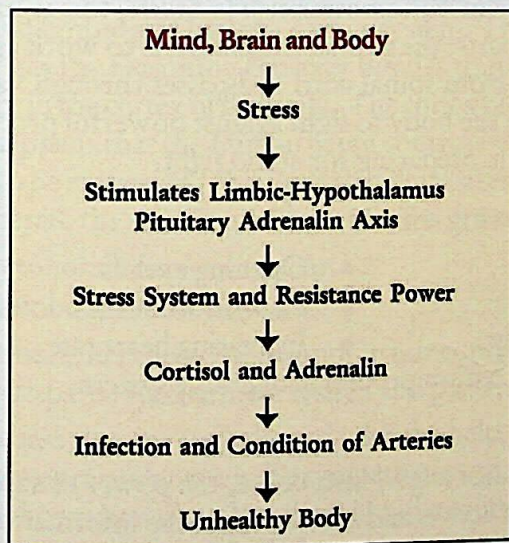 Mind, Brain and Body
Stress
Stimulates Limbic-Hypothalamus
Pituitary Adrenalin Axis
Stress System and Resistance Power
Cortisol and Adrenalin
Infection and Condition of Arteries
Unhealthy Body